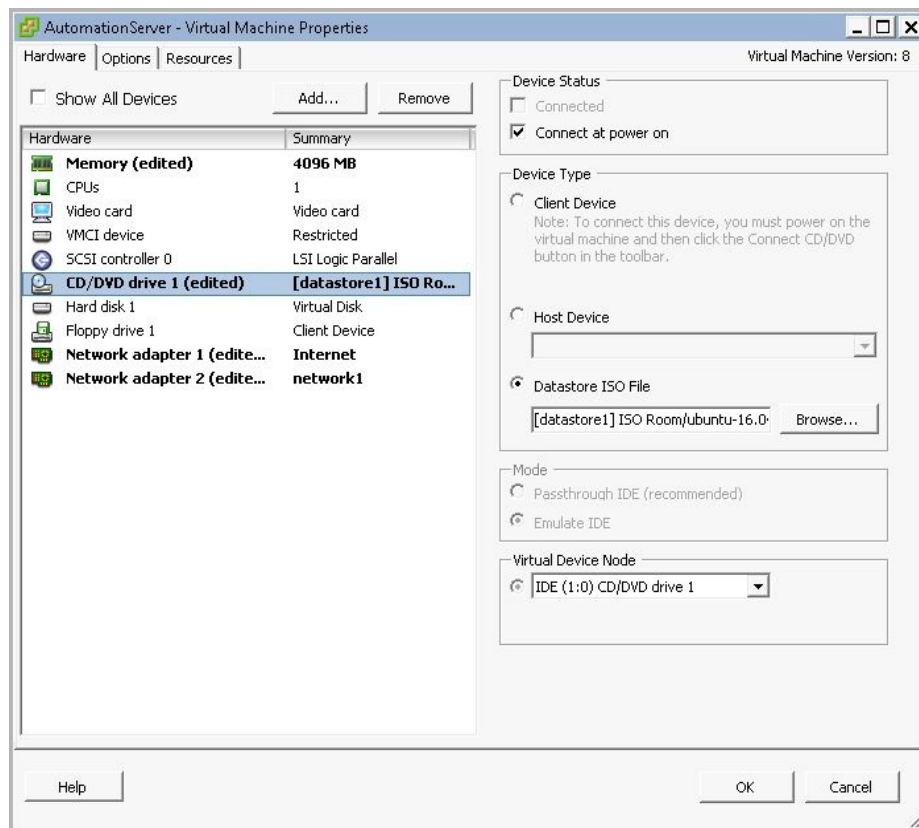 AutomationServer - Virtual Machine Properties
Hardware Options Resources Virtual Machine Version: 8
Show All Devices Add... Remove
Hardware Summary
Memory (edited) 4096 MB
CPUs 1
Video card Video card
VMCI device Restricted
SCSI controller 0 LSI Logic Parallel
CD/DVD drive 1 (edited) [datastore1] ISO Ro...
Hard disk 1 Virtual Disk
Floppy drive 1 Client Device
Network adapter 1 (edite... Internet
Network adapter 2 (edite... network1
Device Status
Connected
Connect at power on
Device Type
Client Device
Note: To connect this device, you must power on the
virtual machine and then click the Connect CD/DVD
button in the toolbar.
Host Device
Datastore ISO File
[datastore1] ISO Room/ubuntu-16.0 Browse...
Mode
Passthrough IDE (recommended)
Emulate IDE
Virtual Device Node
IDE (1:0) CD/DVD drive 1
Help OK Cancel